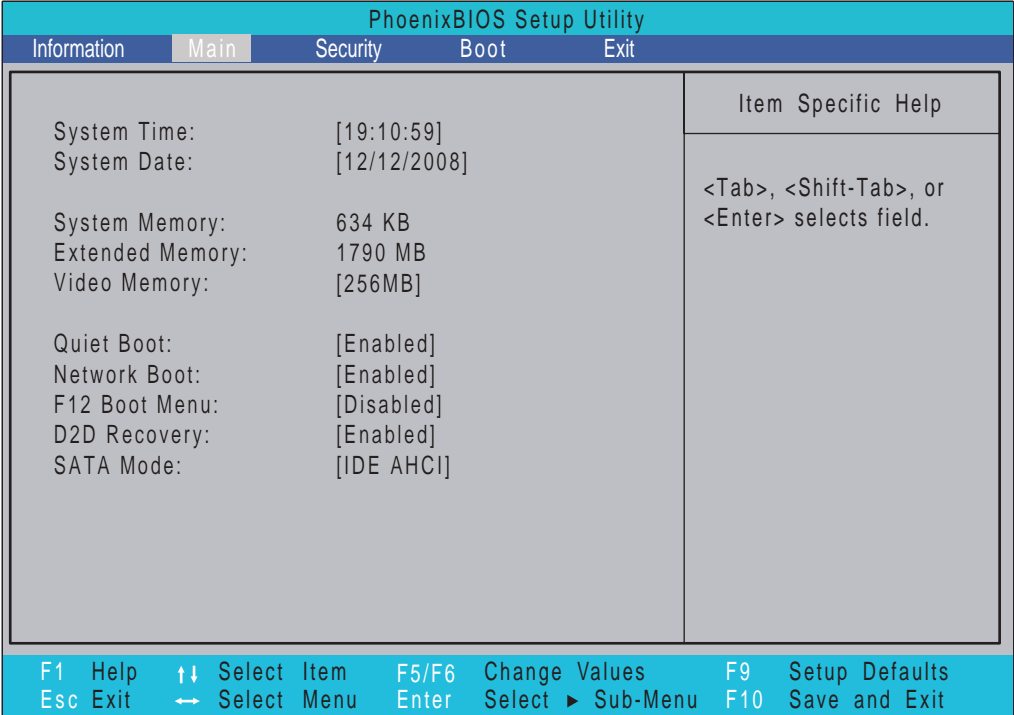 PhoenixBIOS Setup Utility
Information Main Security Boot Exit
Item Specific Help
System Time: [19:10:59]
System Date: [12/12/2008]
<Tab>, <Shift-Tab>, or
<Enter> selects field.
System Memory: 634 KB
Extended Memory: 1790 MB
Video Memory: [256MB]
Quiet Boot: [Enabled]
Network Boot: [Enabled]
F12 Boot Menu: [Disabled]
D2D Recovery: [Enabled]
SATA Mode: [IDE AHCI]
F1 Help ↑↓ Select Item F5/F6 Change Values F9 Setup Defaults
Esc Exit ↔ Select Menu Enter Select ► Sub-Menu F10 Save and Exit